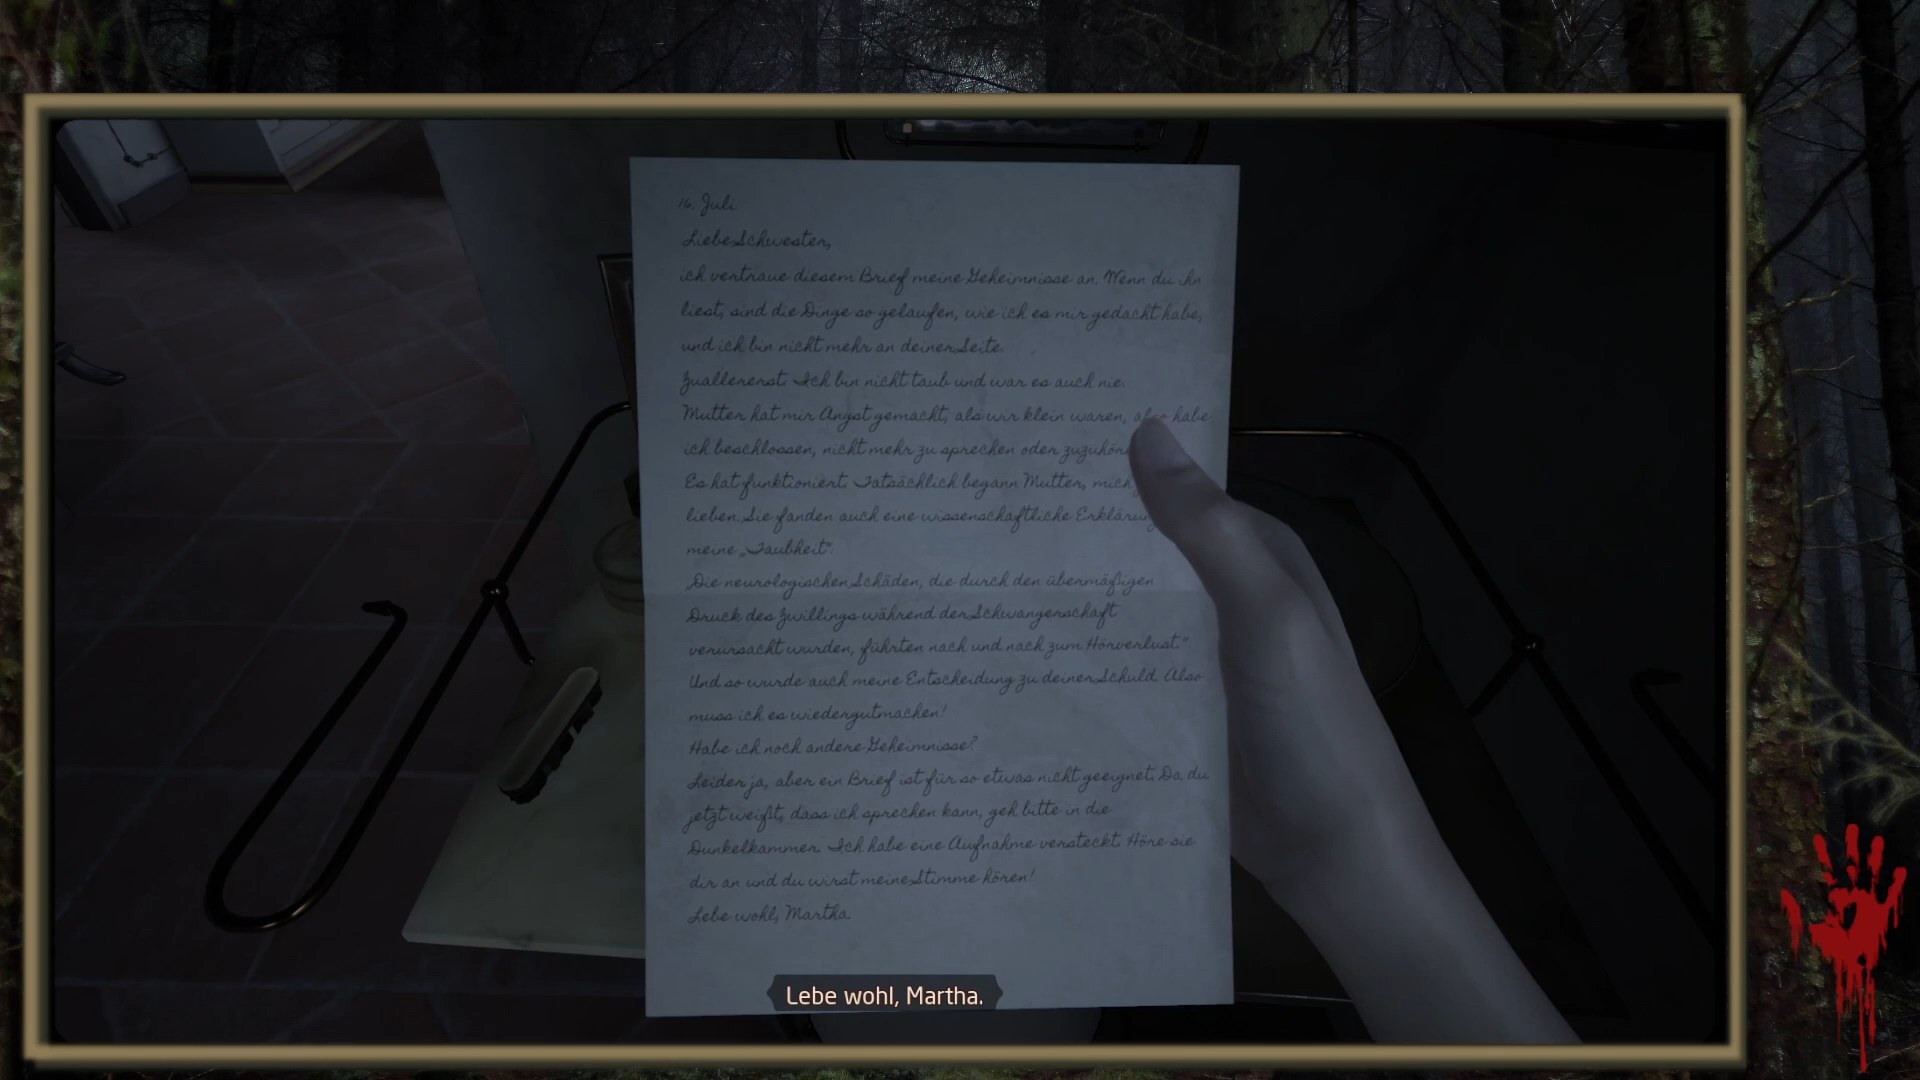 16. Juli
Liebe Schwester,
ich vertraue diesem Brief meine Geheimnisse an. Wenn du ihn
liest, sind die Dinge so gelaufen, wie ich es mir gedacht habe,
und ich bin nicht mehr an deiner Seite.
Zuallererst: Ich bin nicht taub und war es auch nie.
Mutter hat mir Angst gemacht, als wir klein waren, also habe
ich beschlossen, nicht mehr zu sprechen oder
Es hat funktioniert. Tatsächlich begann Mutter, mich
lieben. Sie fanden auch eine wissenschaftliche Erklärung
meine „Taubheit“:
„Die neurologischen Schäden, die durch den übermäßigen
Druck des Zwillings während der Schwangerschaft
verursacht wurden, führten nach und nach zum Hörverlust.“
Und so wurde auch meine Entscheidung zu deiner Schuld. Also
muss ich es wiedergutmachen!
Habe ich noch andere Geheimnisse?
Leider ja, aber ein Brief ist für so etwas nicht geeignet. Da du
jetzt weißt, dass ich sprechen kann, geh bitte in die
Dunkelkammer. Ich habe eine Aufnahme versteckt. Höre sie
dir an und du wirst meine Stimme hören!
Lebe wohl, Martha.
Lebe wohl, Martha.